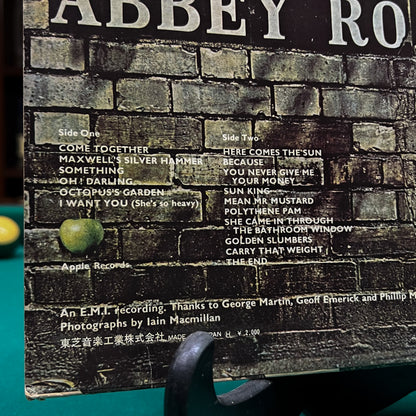 ABBEY RO
Side One
COME TOGETHER
MAXWELL'S SILVER HAMMER
SOMETHING
OH! DARLING
OCTOPUS'S GARDEN
I WANT YOU (She's so heavy)
Side Two
HERE COMES THE SUN
BECAUSE
YOU NEVER GIVE ME
YOUR MONEY
SUN KING
MEAN MR MUSTARD
POLYTHENE PAM
SHE CAME IN THROUGH
THE BATHROOM WINDOW
GOLDEN SLUMBERS
CARRY THAT WEIGHT
THE END
Apple Records
An E.M.I. recording. Thanks to George Martin, Geoff Emerick and Phillip M
Photographs by Iain Macmillan
東芝音楽工業株式会社 MADE PAN H. ¥ 2,000